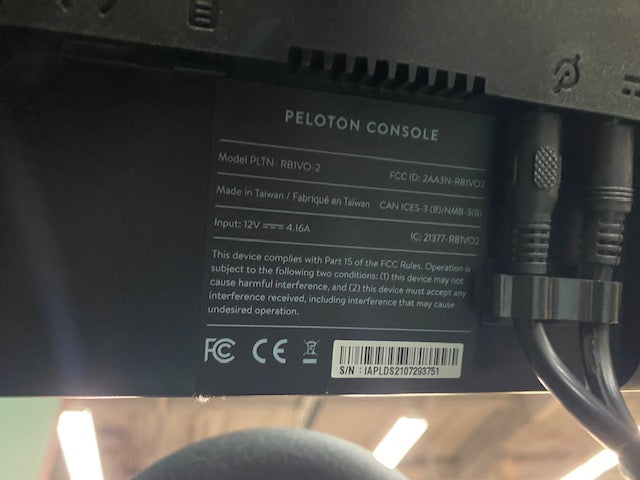 PELOTON CONSOLE
Model PLTN- RB1VO-2
FCC ID: 2AA3N-RB1VO2
Made in Taiwan / Fabriqué en Taïwan
CAN ICES-3 (B)/NMB-3(B)
Input: 12V ⎓ 4.16A
IC: 21377-RB1VO2
This device complies with Part 15 of the FCC Rules. Operation is
subject to the following two conditions: (1) this device may not
cause harmful interference, and (2) this device must accept any
interference received, including interference that may cause
undesired operation.
FC CE
S/N : IAPLDS2107293751